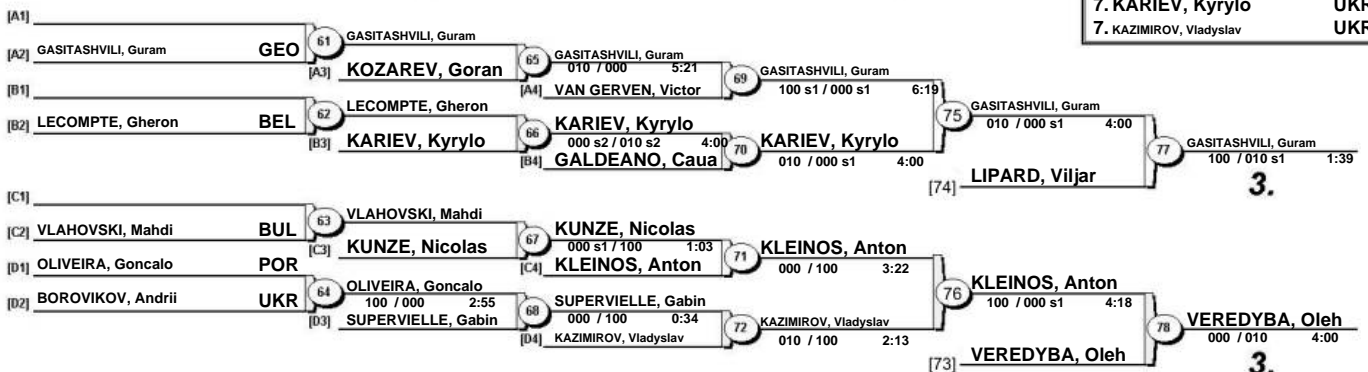 7. KARIEV, Kyrylo UKR
7. KAZIMIROV, Vladyslav UKR
[A1]
[A2] GASITASHVILI, Guram GEO
61 GASITASHVILI, Guram
[A3] KOZAREV, Goran
65 GASITASHVILI, Guram
010 / 000 5:21
[A4] VAN GERVEN, Victor
69 GASITASHVILI, Guram
100 s1 / 000 s1 6:19
[B1]
[B2] LECOMPTE, Gheron BEL
62 LECOMPTE, Gheron
[B3] KARIEV, Kyrylo
66 KARIEV, Kyrylo
000 s2 / 010 s2 4:00
[B4] GALDEANO, Caua
70 KARIEV, Kyrylo
010 / 000 s1 4:00
75 GASITASHVILI, Guram
010 / 000 s1 4:00
[74] LIPARD, Viljar
77 GASITASHVILI, Guram
100 / 010 s1 1:39
3.
[C1]
[C2] VLAHOVSKI, Mahdi BUL
63 VLAHOVSKI, Mahdi
[C3] KUNZE, Nicolas
67 KUNZE, Nicolas
000 s1 / 100 1:03
[C4] KLEINOS, Anton
71 KLEINOS, Anton
000 / 100 3:22
[D1] OLIVEIRA, Goncalo POR
[D2] BOROVIKOV, Andrii UKR
64 OLIVEIRA, Goncalo
100 / 000 2:55
[D3] SUPERVIELLE, Gabin
68 SUPERVIELLE, Gabin
000 / 100 0:34
[D4] KAZIMIROV, Vladyslav
72 KAZIMIROV, Vladyslav
010 / 100 2:13
76 KLEINOS, Anton
100 / 000 s1 4:18
[73] VEREDYBA, Oleh
78 VEREDYBA, Oleh
000 / 010 4:00
3.